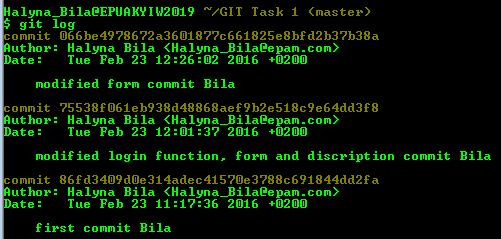 Halyna_Bila@EPUAKYIW2019 ~/GIT Task 1 (master)
$ git log
commit 066be4978672a3601877c661825e8bfd2b37b38a
Author: Halyna Bila <Halyna_Bila@epam.com>
Date:   Tue Feb 23 12:26:02 2016 +0200
modified form commit Bila
commit 75538f061eb938d48868aef9b2e518c9e64dd3f8
Author: Halyna Bila <Halyna_Bila@epam.com>
Date:   Tue Feb 23 12:01:37 2016 +0200
modified login function, form and discription commit Bila
commit 86fd3409d0e314adec41570e3788c691844dd2fa
Author: Halyna Bila <Halyna_Bila@epam.com>
Date:   Tue Feb 23 11:17:36 2016 +0200
first commit Bila